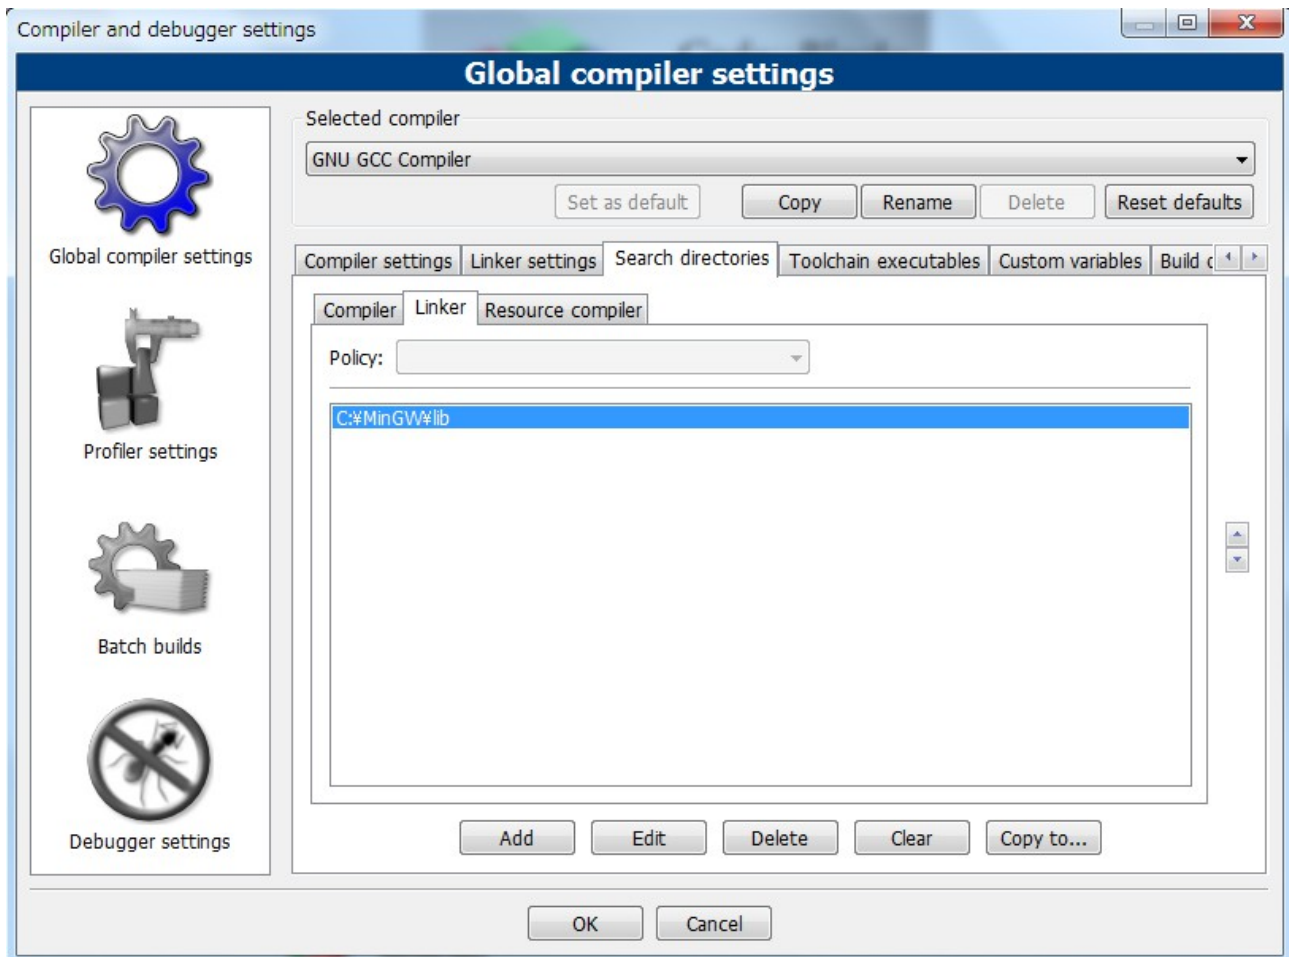 Compiler and debugger settings
Global compiler settings
Selected compiler
GNU GCC Compiler
Set as default Copy Rename Delete Reset defaults
Global compiler settings
Compiler settings Linker settings Search directories Toolchain executables Custom variables Build
Compiler Linker Resource compiler
Policy:
C:¥MinGW¥lib
Profiler settings
Batch builds
Debugger settings
Add Edit Delete Clear Copy to...
OK Cancel